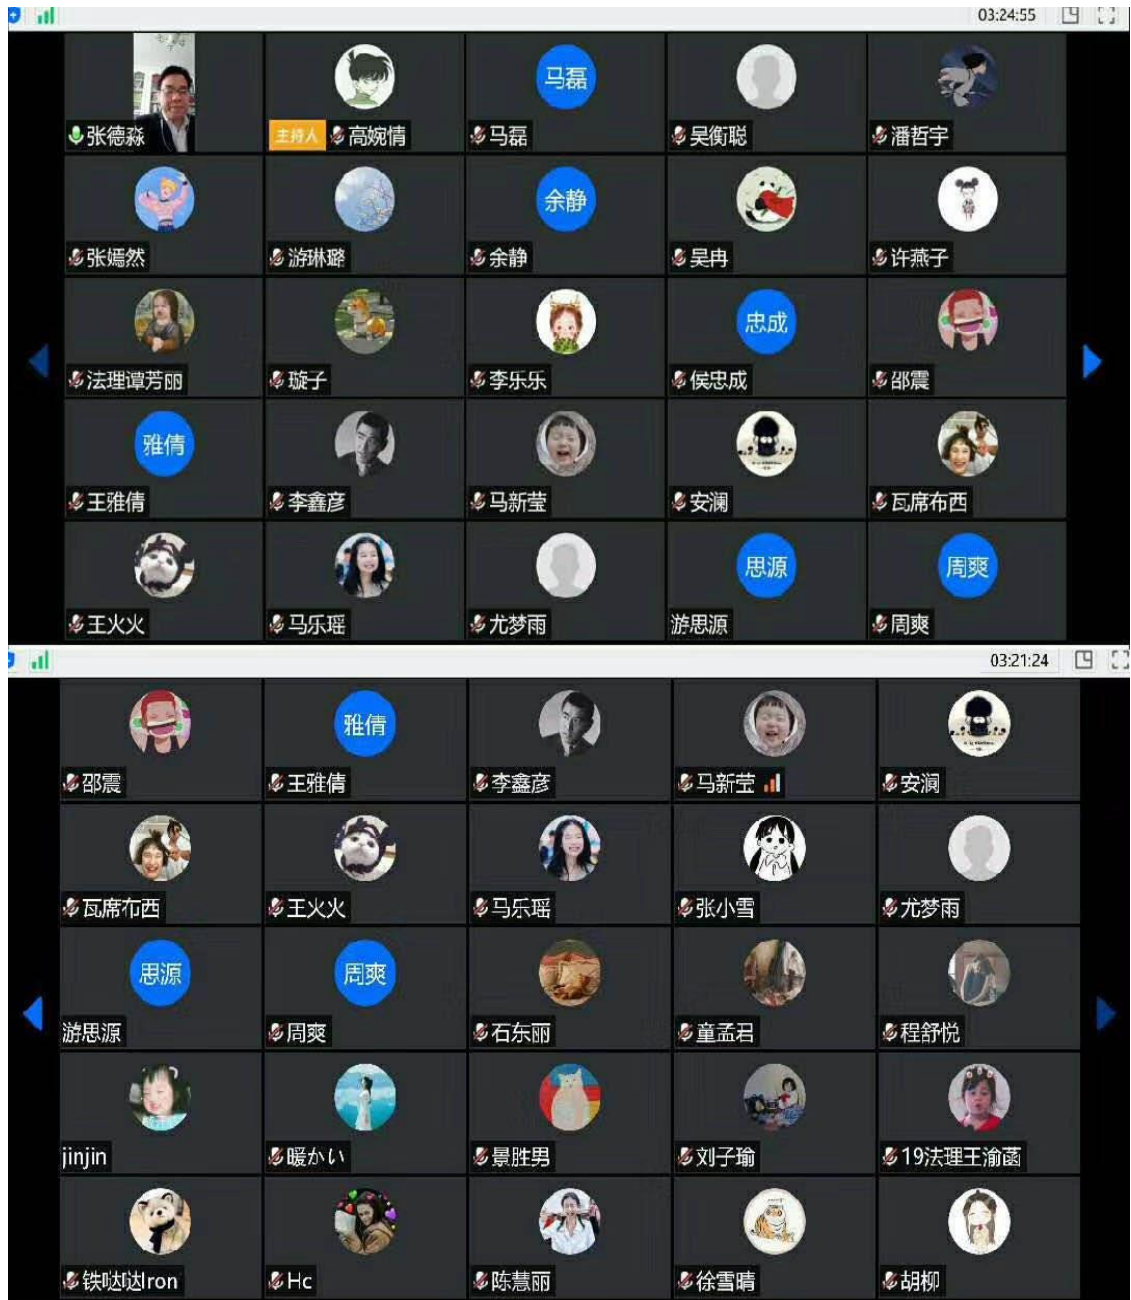 03:24:55
张德淼
主持人 高婉情
马磊
马磊
吴衡聪
潘哲宇
张嫣然
游琳璐
余静
余静
吴冉
许燕子
法理谭芳丽
璇子
李乐乐
忠成
侯忠成
邵震
雅倩
王雅倩
李鑫彦
马新莹
安澜
瓦席布西
王火火
马乐瑶
尤梦雨
思源
游思源
周爽
周爽
03:21:24
邵震
雅倩
王雅倩
李鑫彦
马新莹
安澜
瓦席布西
王火火
马乐瑶
张小雪
尤梦雨
思源
游思源
周爽
周爽
石东丽
童孟君
程舒悦
jinjin
暖かい
景胜男
刘子瑜
19法理王渝菡
铁哒哒Iron
Hc
陈慧丽
徐雪晴
胡柳